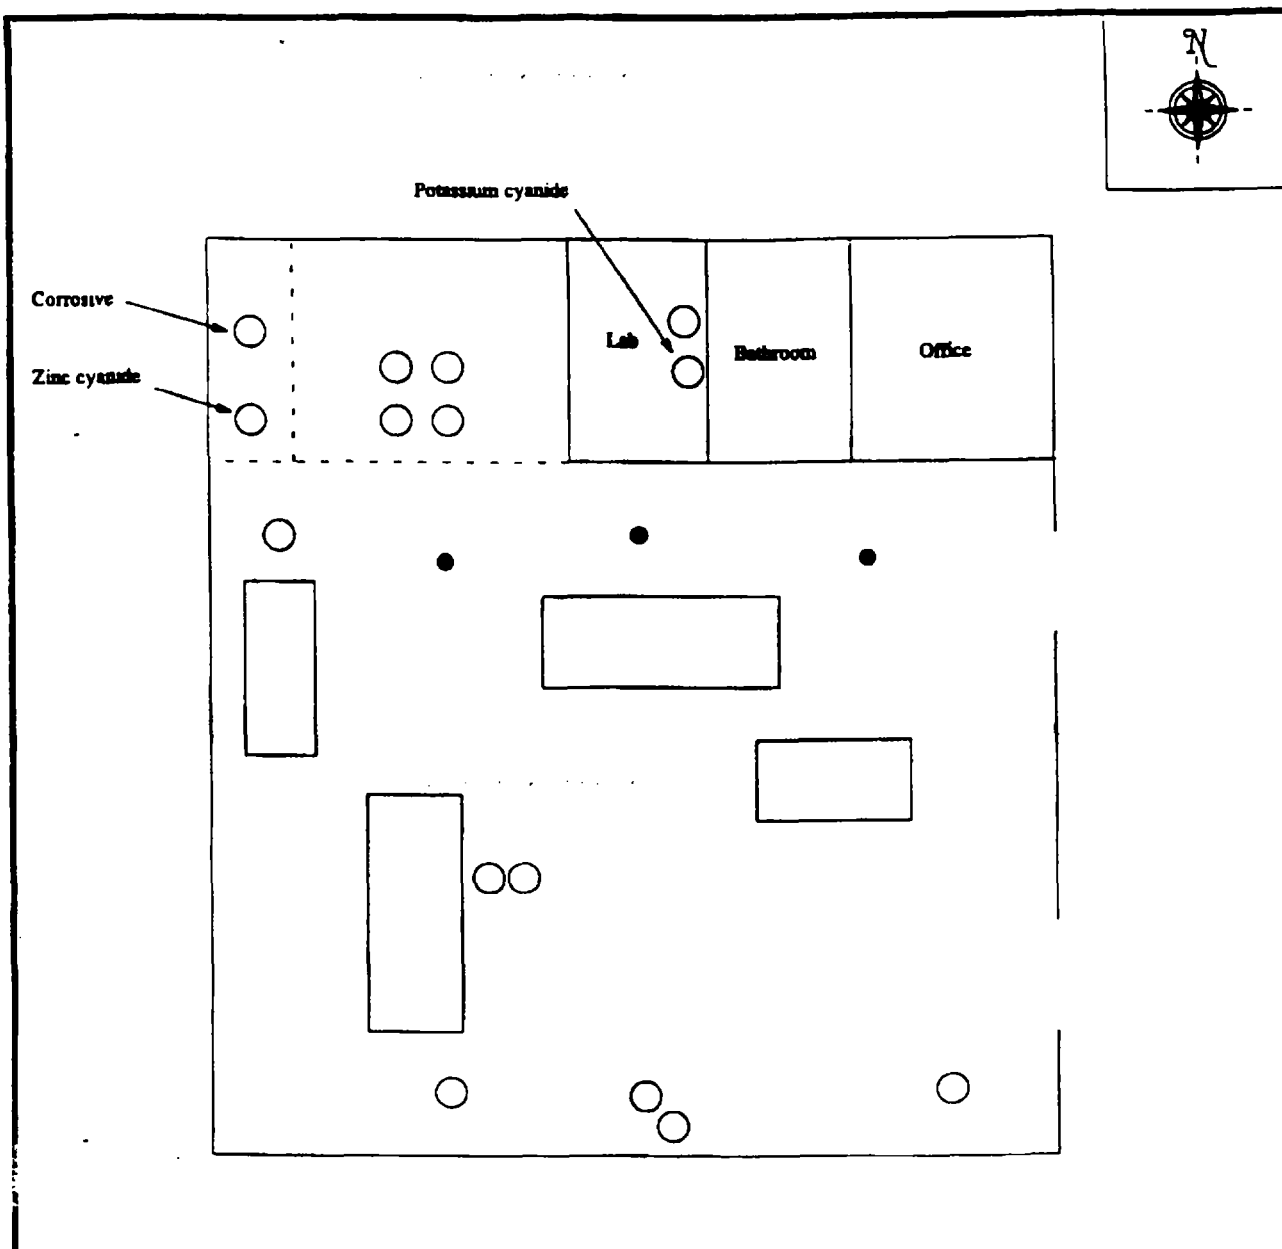 N
Potassium cyanide
Corrosive
Zinc cyanide
Lab
Bathroom
Office